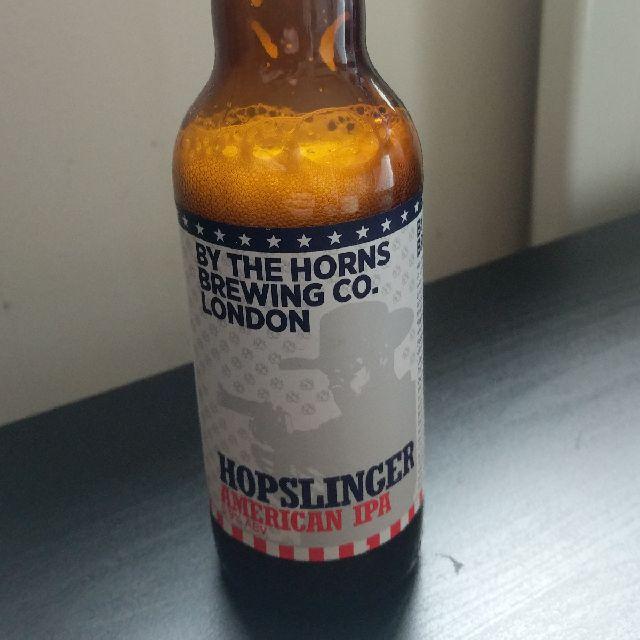 BY THE HORNS
BREWING CO.
LONDON
HOPSLINGER
AMERICAN IPA